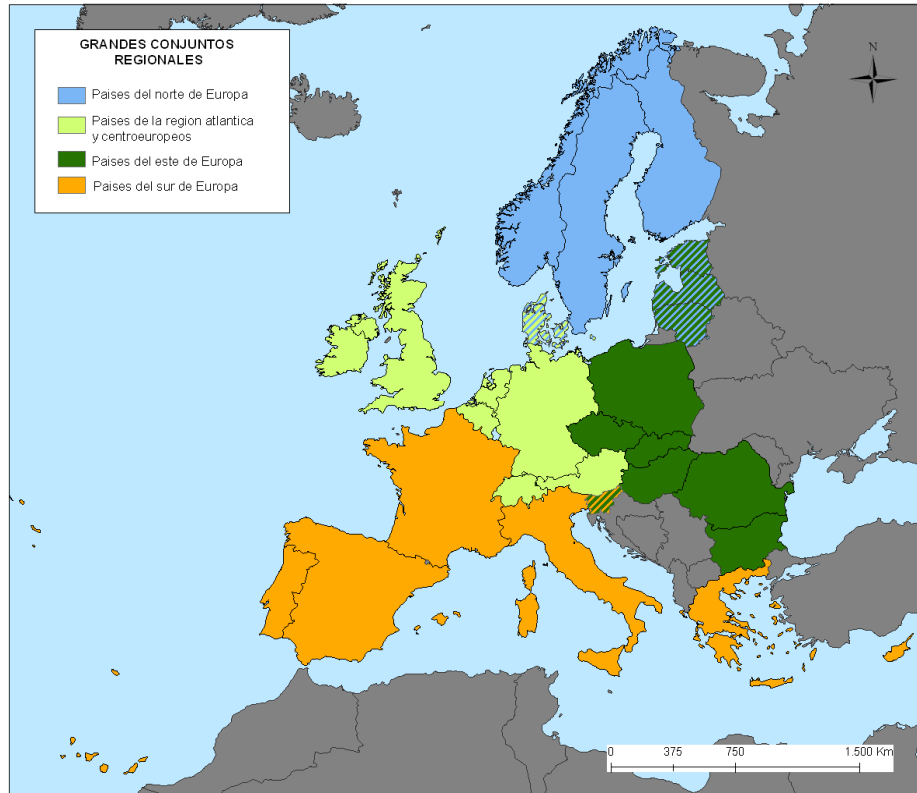 GRANDES CONJUNTOS
REGIONALES
Paises del norte de Europa
Paises de la region atlantica
y centroeuropeos
Paises del este de Europa
Paises del sur de Europa
N
0 375 750 1.500 Km